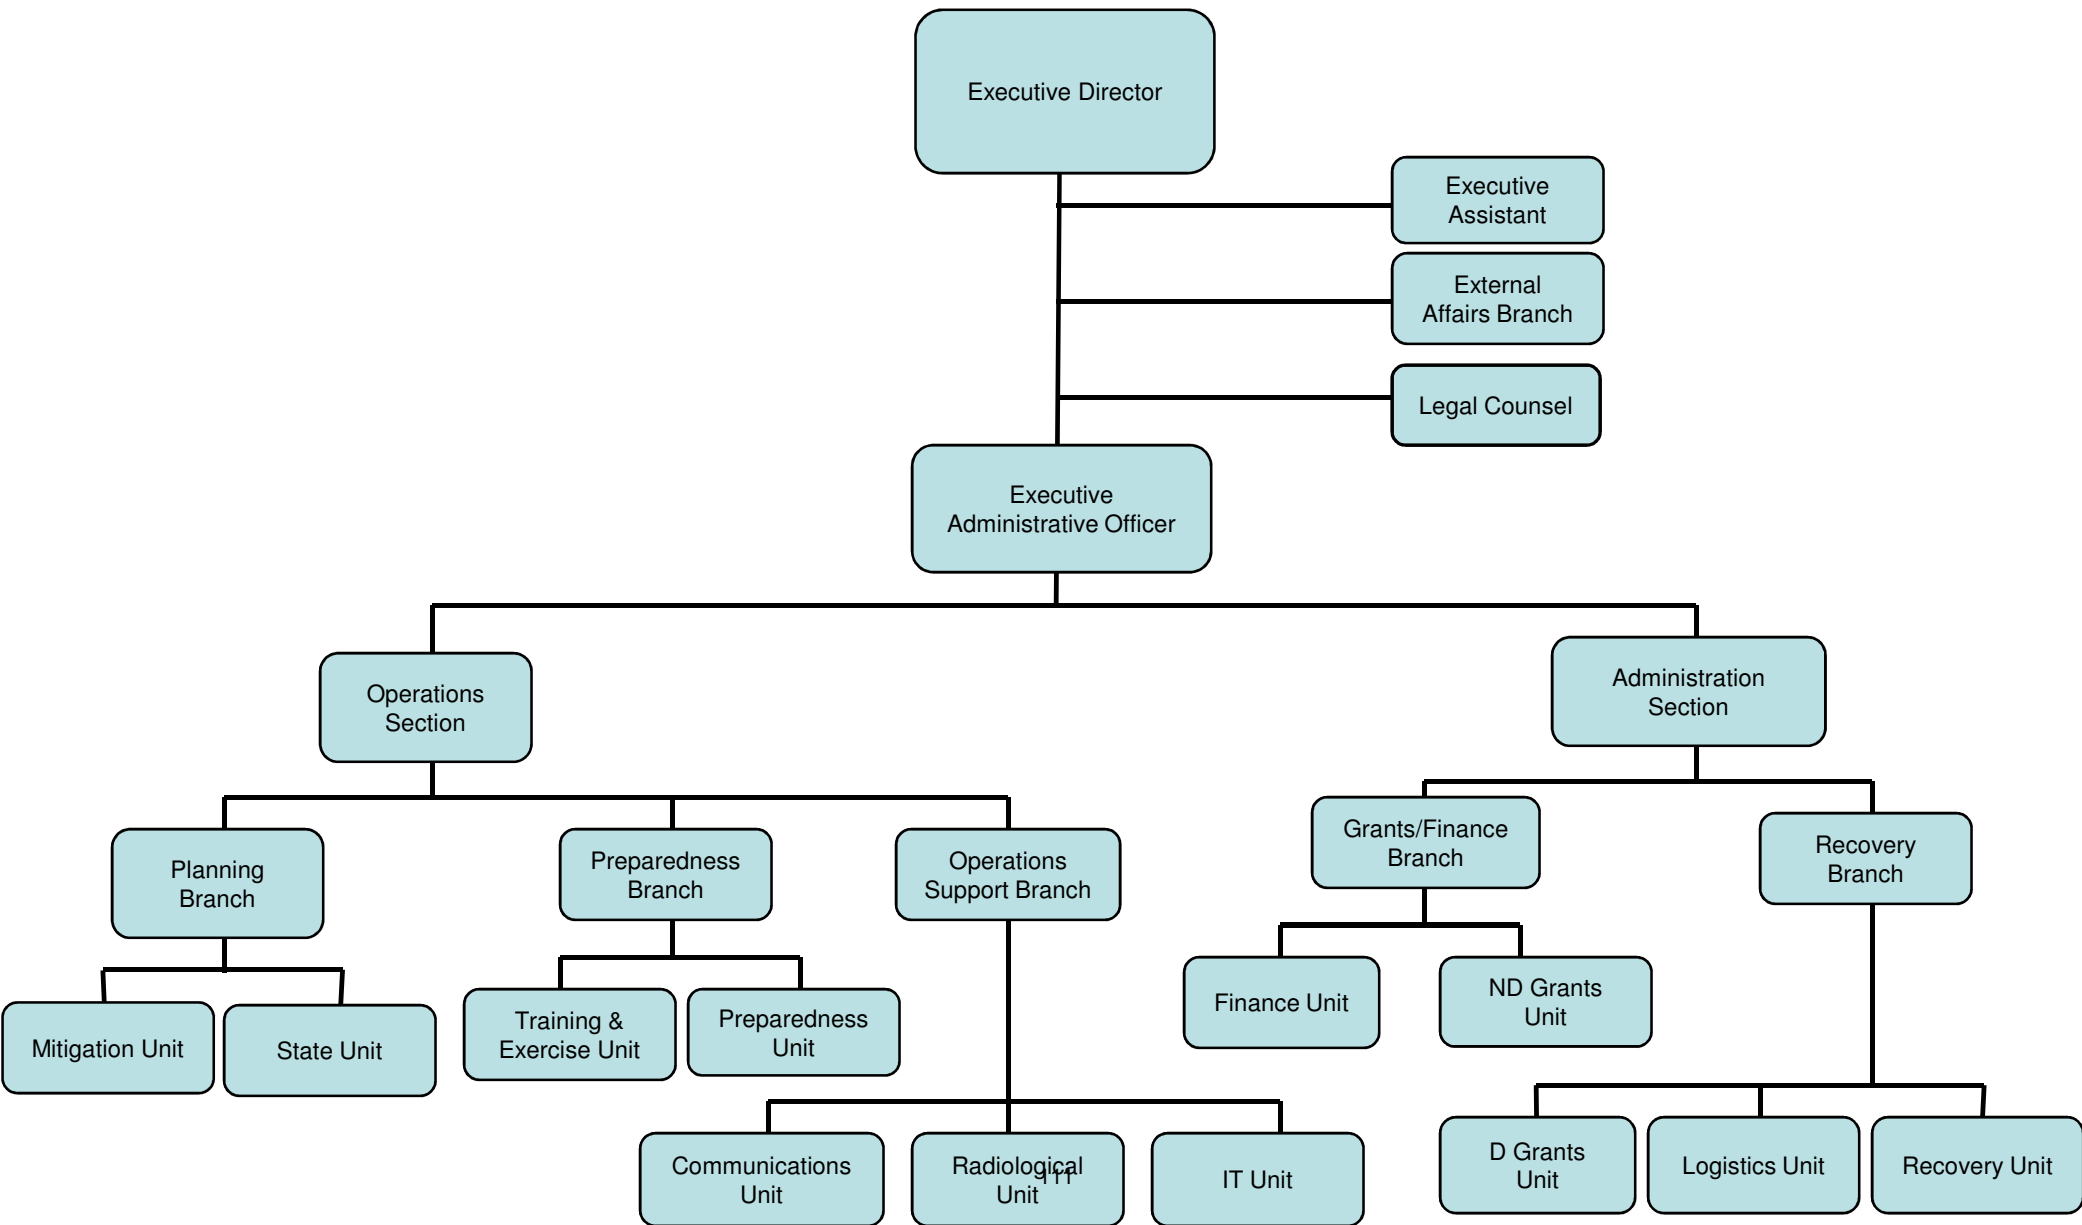 Executive Director
Executive
Assistant
External
Affairs Branch
Legal Counsel
Executive
Administrative Officer
Operations
Section
Administration
Section
Planning
Branch
Preparedness
Branch
Operations
Support Branch
Grants/Finance
Branch
Recovery
Branch
Mitigation Unit
State Unit
Training &
Exercise Unit
Preparedness
Unit
Finance Unit
ND Grants
Unit
Communications
Unit
Radiological
Unit
111
IT Unit
D Grants
Unit
Logistics Unit
Recovery Unit